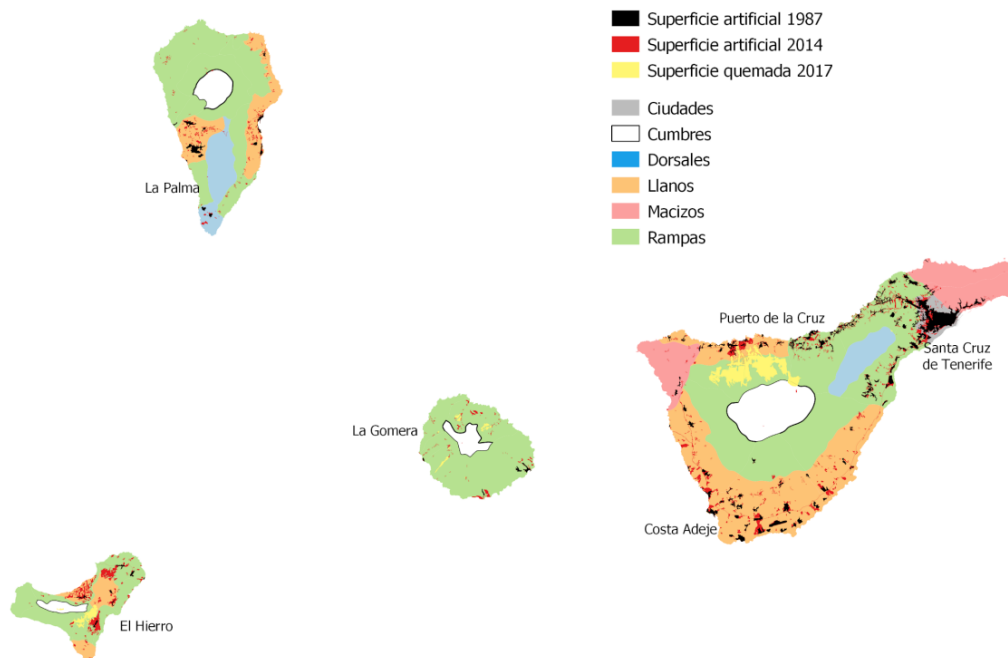 Superficie artificial 1987
Superficie artificial 2014
Superficie quemada 2017
Ciudades
Cumbres
Dorsales
Llanos
Macizos
Rampas
La Palma
Puerto de la Cruz
Santa Cruz
de Tenerife
La Gomera
Costa Adeje
El Hierro